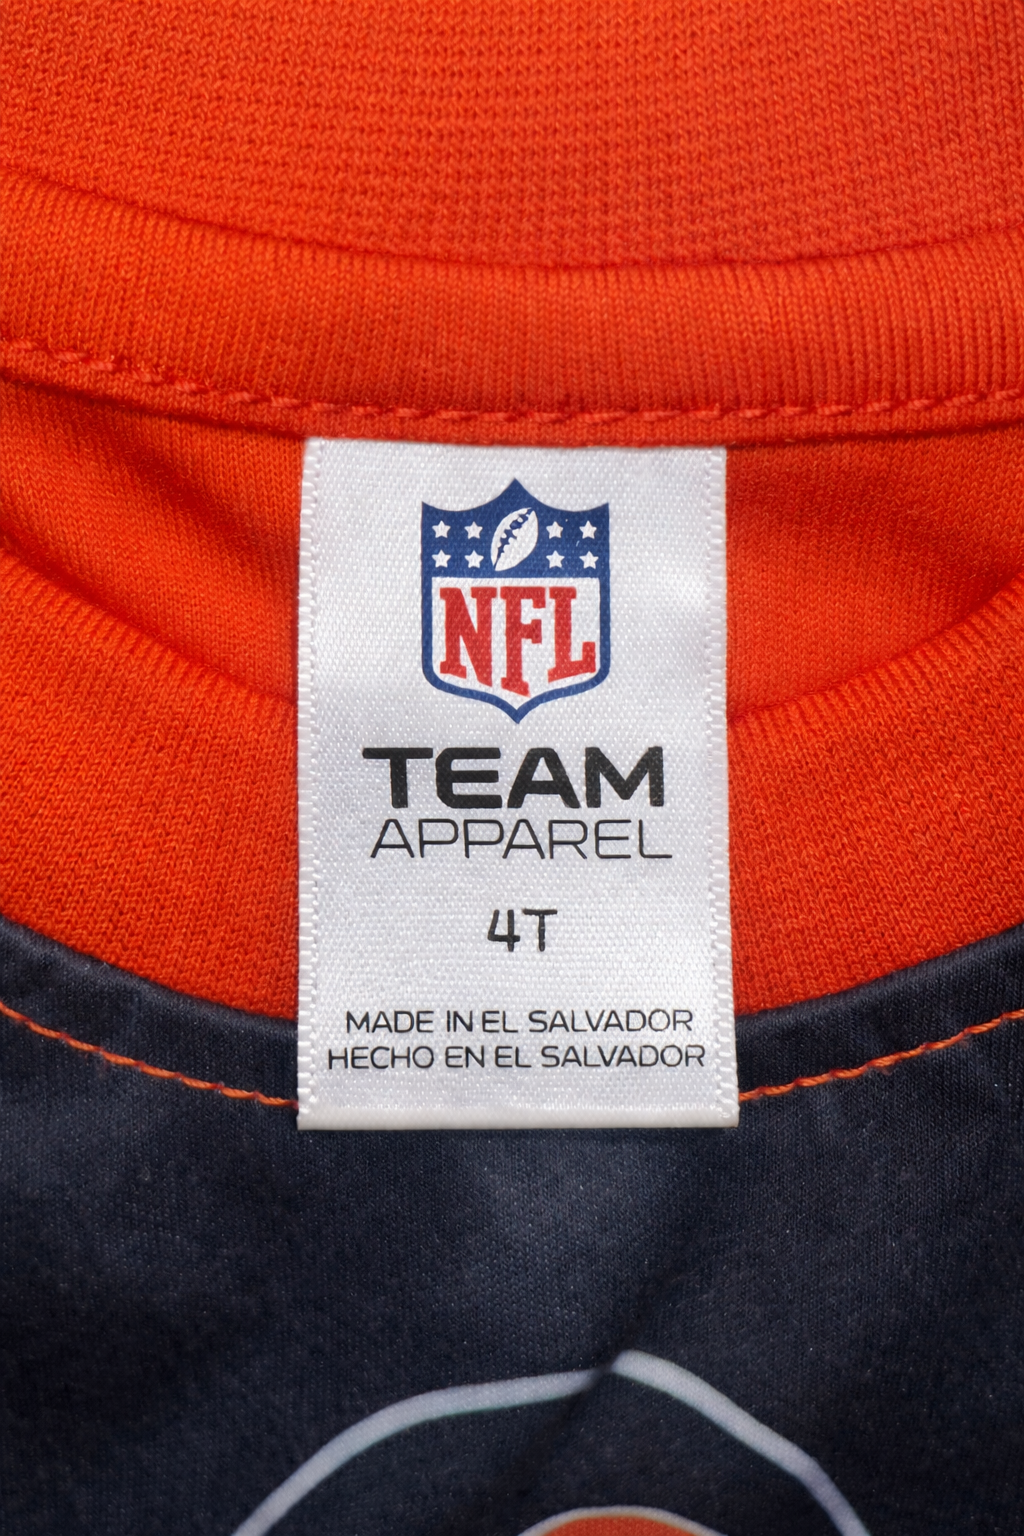 NFL
TEAM
APPAREL
4T
MADE IN EL SALVADOR
HECHO EN EL SALVADOR